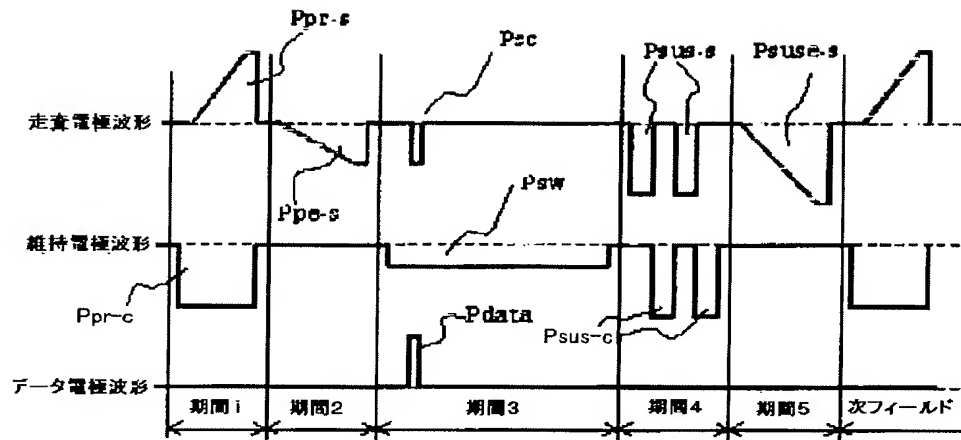 Ppr-s
Psc
Psus-s
Psuse-s
走査電極波形
Ppe-s
Psw
維持電極波形
Ppr-c
Pdata
Psus-c
データ電極波形
期間1
期間2
期間3
期間4
期間5
次フィールド